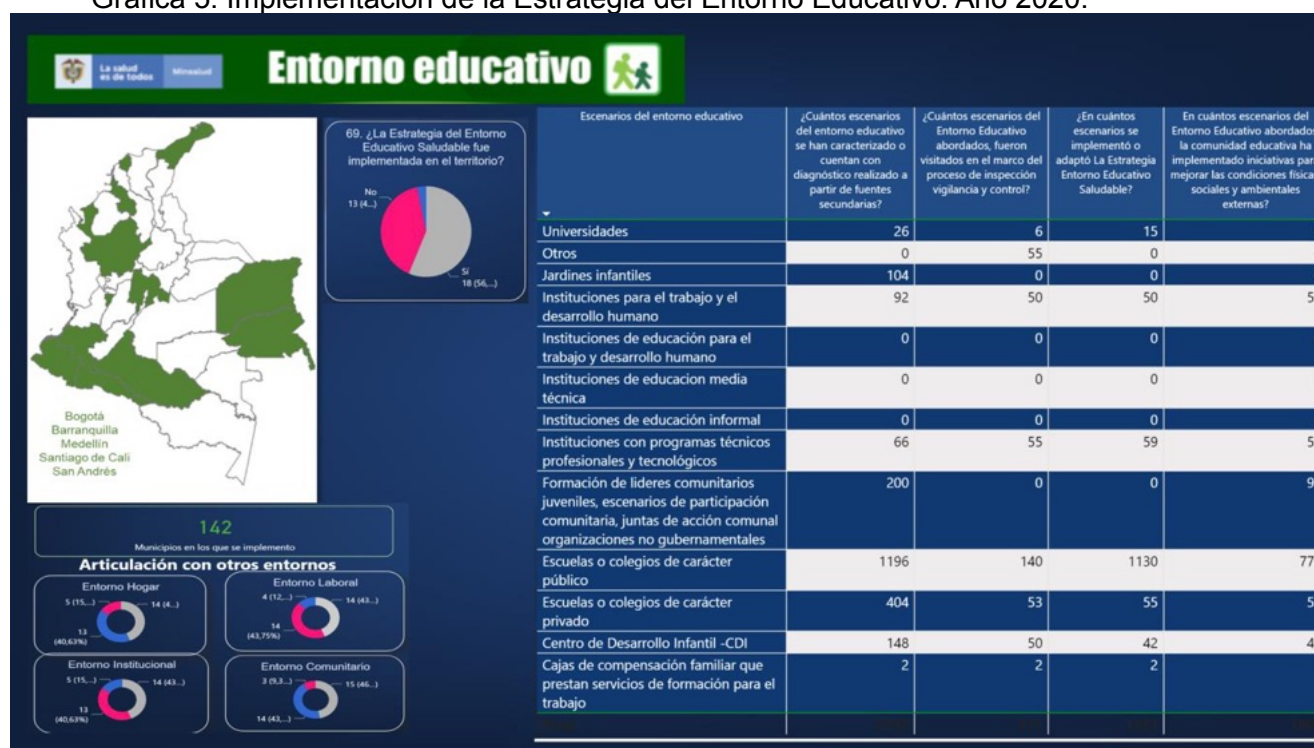 Gráfica 5. Implementación de la Estrategia del Entorno Educativo. Año 2020.
La salud
es de todos
Minsalud
Entorno educativo
69. ¿La Estrategia del Entorno
Educativo Saludable fue
implementada en el territorio?
No
13 (4...)
Sí
18 (56,...)
Bogotá
Barranquilla
Medellín
Santiago de Cali
San Andrés
142
Municipios en los que se implemento
Articulación con otros entornos
Entorno Hogar
5 (15,...)
14 (4...)
13
(40,63%)
Entorno Laboral
4 (12,...)
14 (43...)
14
(43,75%)
Entorno Institucional
5 (15,...)
14 (43...)
13
(40,63%)
Entorno Comunitario
3 (9,3...)
15 (46...)
14 (43,...)
Escenarios del entorno educativo
¿Cuántos escenarios
del entorno educativo
se han caracterizado o
cuentan con
diagnóstico realizado a
partir de fuentes
secundarias?
¿Cuántos escenarios del
Entorno Educativo
abordados, fueron
visitados en el marco del
proceso de inspección
vigilancia y control?
¿En cuántos
escenarios se
implementó o
adaptó La Estrategia
Entorno Educativo
Saludable?
En cuántos escenarios del
Entorno Educativo abordado
la comunidad educativa ha
implementado iniciativas par
mejorar las condiciones física
sociales y ambientales
externas?
Universidades 26 6 15
Otros 0 55 0
Jardines infantiles 104 0 0
Instituciones para el trabajo y el 92 50 50 5
desarrollo humano
Instituciones de educación para el 0 0 0
trabajo y desarrollo humano
Instituciones de educacion media 0 0 0
técnica
Instituciones de educación informal 0 0 0
Instituciones con programas técnicos 66 55 59 5
profesionales y tecnológicos
Formación de lideres comunitarios 200 0 0 9
juveniles, escenarios de participación
comunitaria, juntas de acción comunal
organizaciones no gubernamentales
Escuelas o colegios de carácter 1196 140 1130 77
público
Escuelas o colegios de carácter 404 53 55 5
privado
Centro de Desarrollo Infantil -CDI 148 50 42 4
Cajas de compensación familiar que 2 2 2
prestan servicios de formación para el
trabajo